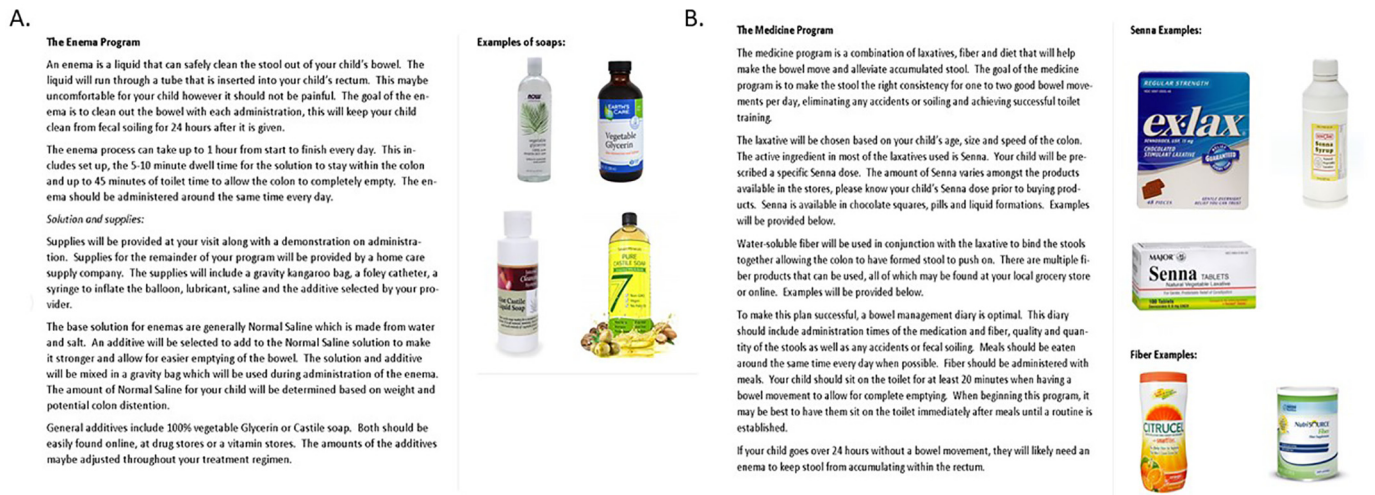 A.
The Enema Program
An enema is a liquid that can safely clean the stool out of your child's bowel. The
liquid will run through a tube that is inserted into your child's rectum. This maybe
uncomfortable for your child however it should not be painful. The goal of the en-
ema is to clean out the bowel with each administration, this will keep your child
clean from fecal soiling for 24 hours after it is given.
The enema process can take up to 1 hour from start to finish every day. This in-
cludes set up, the 5-10 minute dwell time for the solution to stay within the colon
and up to 45 minutes of toilet time to allow the colon to completely empty. The en-
ema should be administered around the same time every day.
Solution and supplies:
Supplies will be provided at your visit along with a demonstration on administra-
tion. Supplies for the remainder of your program will be provided by a home care
supply company. The supplies will include a gravity kangaroo bag, a foley catheter, a
syringe to inflate the balloon, lubricant, saline and the additive selected by your pro-
vider.
The base solution for enemas are generally Normal Saline which is made from water
and salt. An additive will be selected to add to the Normal Saline solution to make
it stronger and allow for easier emptying of the bowel. The solution and additive
will be mixed in a gravity bag which will be used during administration of the enema.
The amount of Normal Saline for your child will be determined based on weight and
potential colon distention.
General additives include 100% vegetable Glycerin or Castile soap. Both should be
easily found online, at drug stores or a vitamin stores. The amounts of the additives
maybe adjusted throughout your treatment regimen.
Examples of soaps:
now
vegetable
glycerine
EARTH'S
CARE
Vegetable
Glycerin
Castile
Liquid Soap
PURE
CASTILE SOAP
7
B.
The Medicine Program
The medicine program is a combination of laxatives, fiber and diet that will help
make the bowel move and alleviate accumulated stool. The goal of the medicine
program is to make the stool the right consistency for one to two good bowel move-
ments per day, eliminating any accidents or soiling and achieving successful toilet
training.
The laxative will be chosen based on your child's age, size and speed of the colon.
The active ingredient in most of the laxatives used is Senna. Your child will be pre-
scribed a specific Senna dose. The amount of Senna varies amongst the products
available in the stores, please know your child's Senna dose prior to buying prod-
ucts. Senna is available in chocolate squares, pills and liquid formations. Examples
will be provided below.
Water-soluble fiber will be used in conjunction with the laxative to bind the stools
together allowing the colon to have formed stool to push on. There are multiple fi-
ber products that can be used, all of which may be found at your local grocery store
or online. Examples will be provided below.
To make this plan successful, a bowel management diary is optimal. This diary
should include administration times of the medication and fiber, quality and quan-
tity of the stools as well as any accidents or fecal soiling. Meals should be eaten
around the same time every day when possible. Fiber should be administered with
meals. Your child should sit on the toilet for at least 20 minutes when having a
bowel movement to allow for complete emptying. When beginning this program, it
may be best to have them sit on the toilet immediately after meals until a routine is
established.
If your child goes over 24 hours without a bowel movement, they will likely need an
enema to keep stool from accumulating within the rectum.
Senna Examples:
REGULAR STRENGTH
ex·lax
SENNOSIDES, USP, 15 mg
CHOCOLATED
STIMULANT LAXATIVE
GUARANTEED
GENTLE OVERNIGHT
RELIEF YOU CAN TRUST
48 PIECES
Senna
Syrup
MAJOR
Senna TABLETS
Natural Vegetable Laxative
100 Tablets
Fiber Examples:
CITRUCEL
NutriSOURCE
Fiber